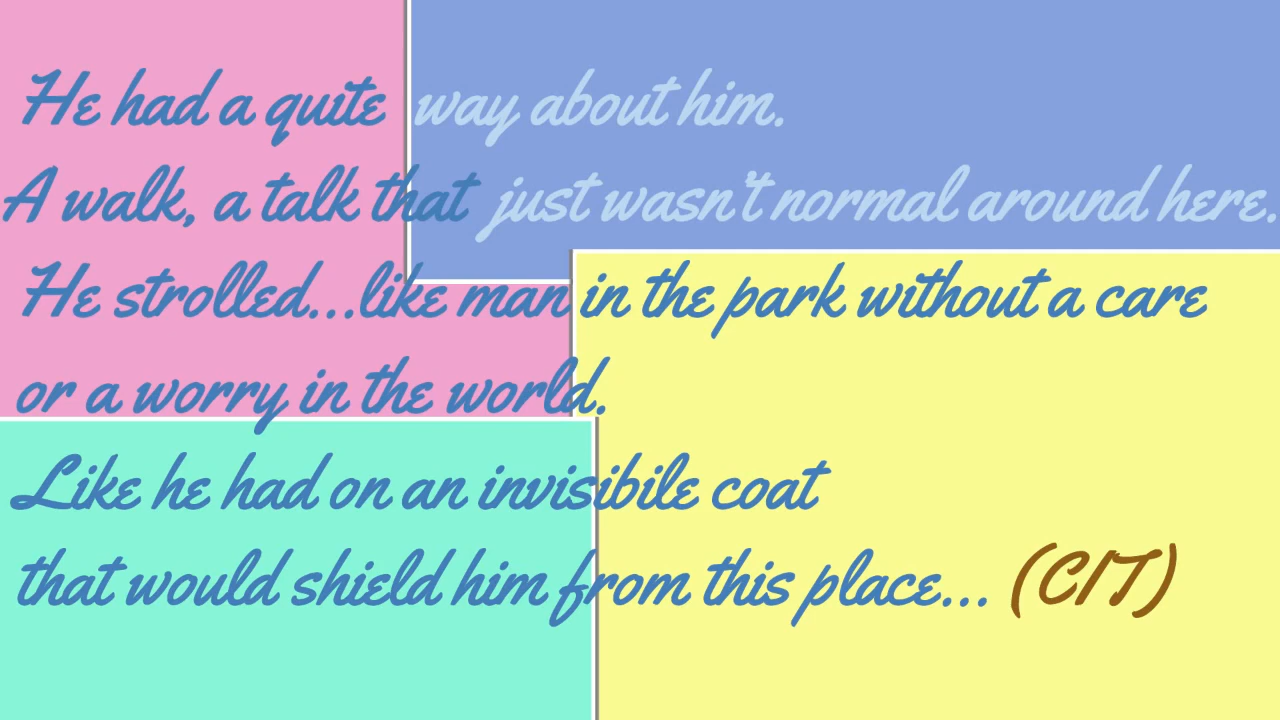 He had a quite way about him.
A walk, a talk that just wasn't normal around here.
He strolled...like man in the park without a care
or a worry in the world.
Like he had on an invisibile coat
that would shield him from this place... (CIT)